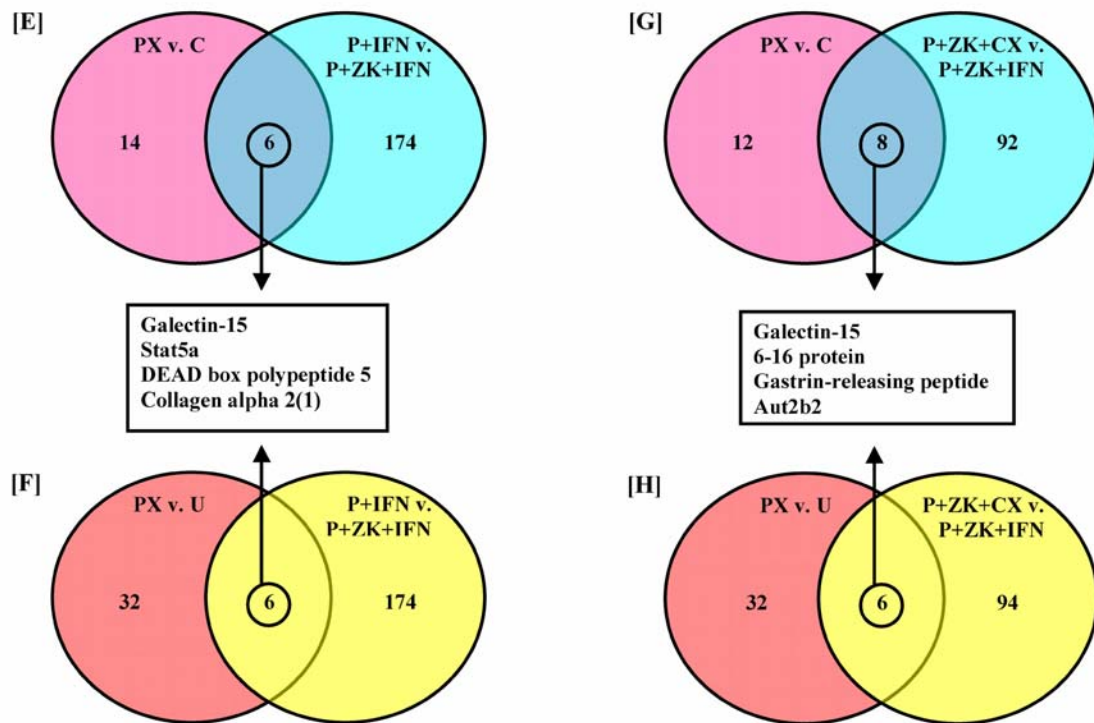 [E]
PX v. C
P+IFN v.
P+ZK+IFN
14
6
174
Galectin-15
Stat5a
DEAD box polypeptide 5
Collagen alpha 2(1)
[F]
PX v. U
P+IFN v.
P+ZK+IFN
32
6
174
[G]
PX v. C
P+ZK+CX v.
P+ZK+IFN
12
8
92
Galectin-15
6-16 protein
Gastrin-releasing peptide
Aut2b2
[H]
PX v. U
P+ZK+CX v.
P+ZK+IFN
32
6
94